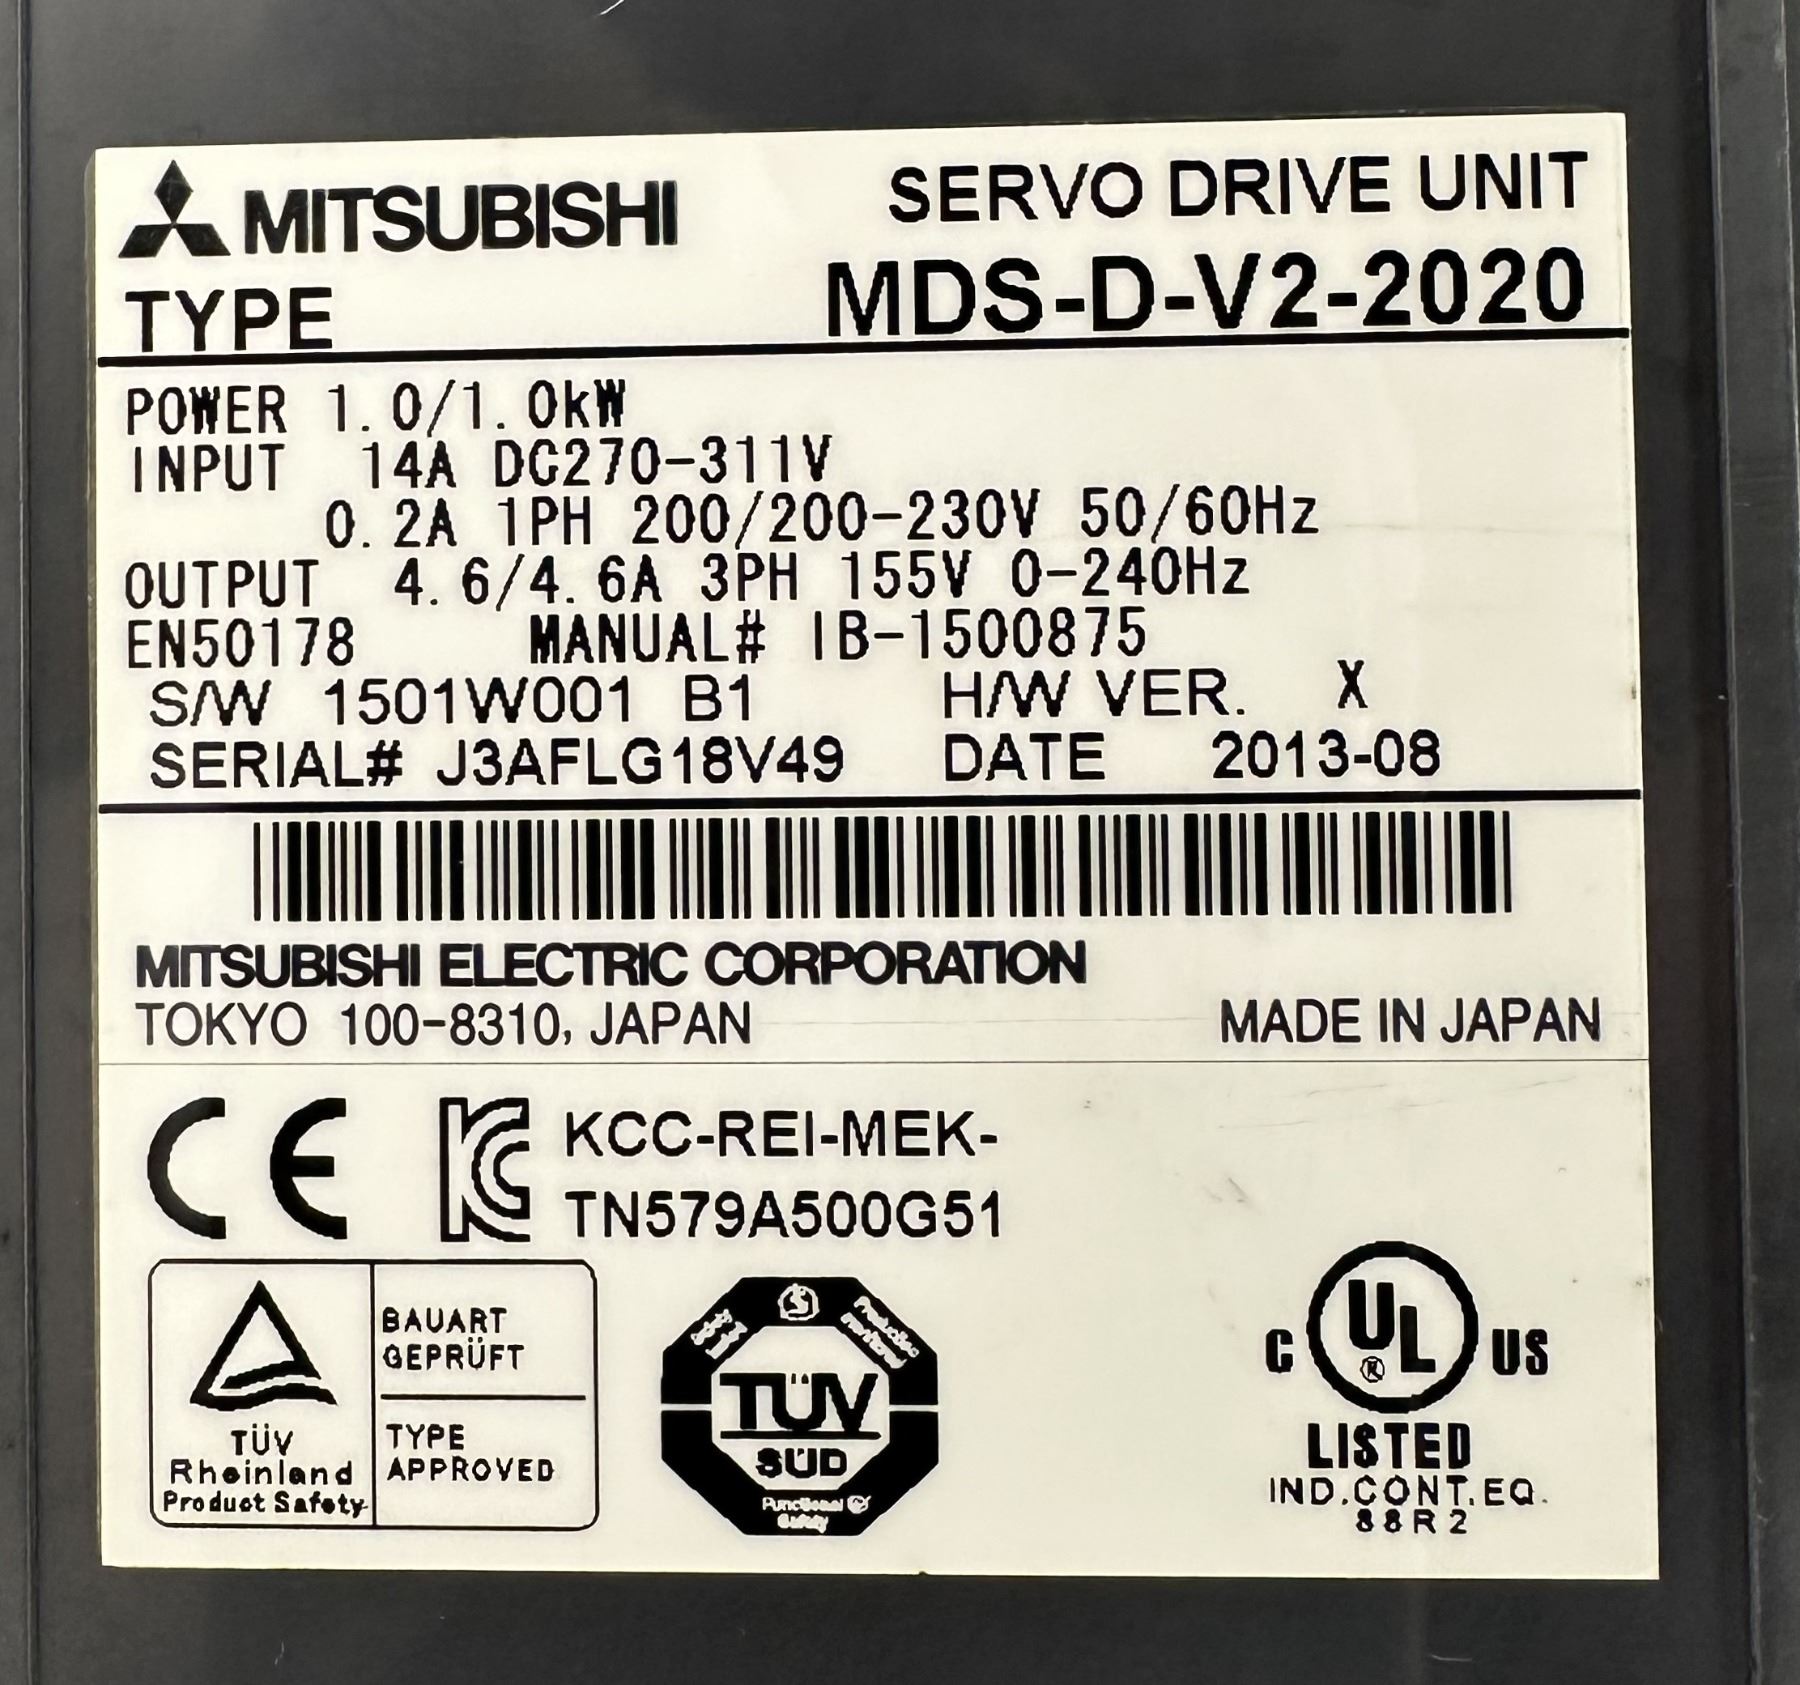 MITSUBISHI SERVO DRIVE UNIT
TYPE MDS-D-V2-2020
POWER 1.0/1.0kW
INPUT 14A DC270-311V
0.2A 1PH 200/200-230V 50/60Hz
OUTPUT 4.6/4.6A 3PH 155V 0-240Hz
EN50178 MANUAL# IB-1500875
S/W 1501W001 B1 H/W VER. X
SERIAL# J3AFLG18V49 DATE 2013-08
MITSUBISHI ELECTRIC CORPORATION
TOKYO 100-8310, JAPAN MADE IN JAPAN
CE KC KCC-REI-MEK-
TN579A500G51
BAUART
GEPRÜFT
TÜV
Rheinland
Product Safety
TYPE
APPROVED
TÜV
SÜD
Functional
Safety
C UL® US
LISTED
IND.CONT.EQ.
88R2